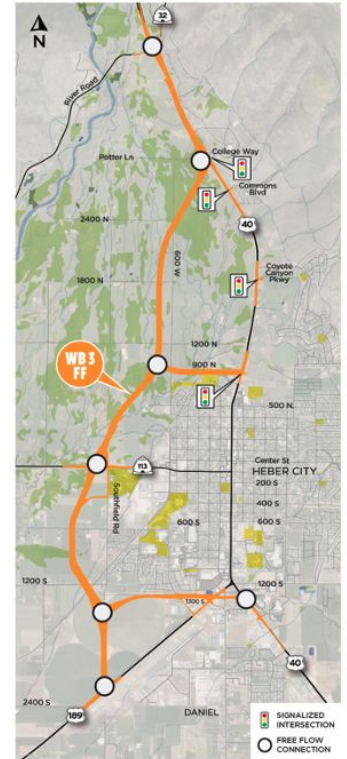 N
32
River Road
Potter Ln
College Way
Commons
Blvd
2400 N
40
600 W
Coyote
Canyon
Pkwy
1800 N
1200 N
900 N
WB 3
FF
500 N
Center St
HEBER CITY
113
200 S
400 S
Southfield Rd
600 S
600 S
1200 S
1200 S
1300 S
40
2400 S
189
DANIEL
SIGNALIZED
INTERSECTION
FREE FLOW
CONNECTION